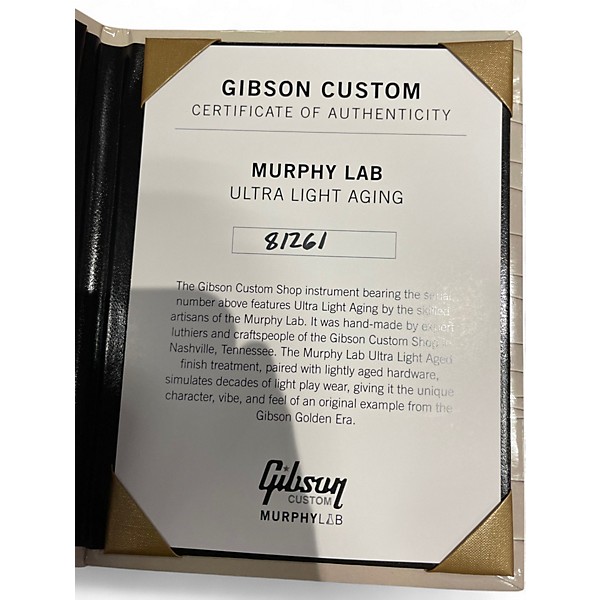 GIBSON CUSTOM
CERTIFICATE OF AUTHENTICITY
MURPHY LAB
ULTRA LIGHT AGING
81261
The Gibson Custom Shop instrument bearing the serial
number above features Ultra Light Aging by the skilled
artisans of the Murphy Lab. It was hand-made by expert
luthiers and craftspeople of the Gibson Custom Shop in
Nashville, Tennessee. The Murphy Lab Ultra Light Aged
finish treatment, paired with lightly aged hardware,
simulates decades of light play wear, giving it the unique
character, vibe, and feel of an original example from the
Gibson Golden Era.
Gibson
CUSTOM
MURPHYLAB